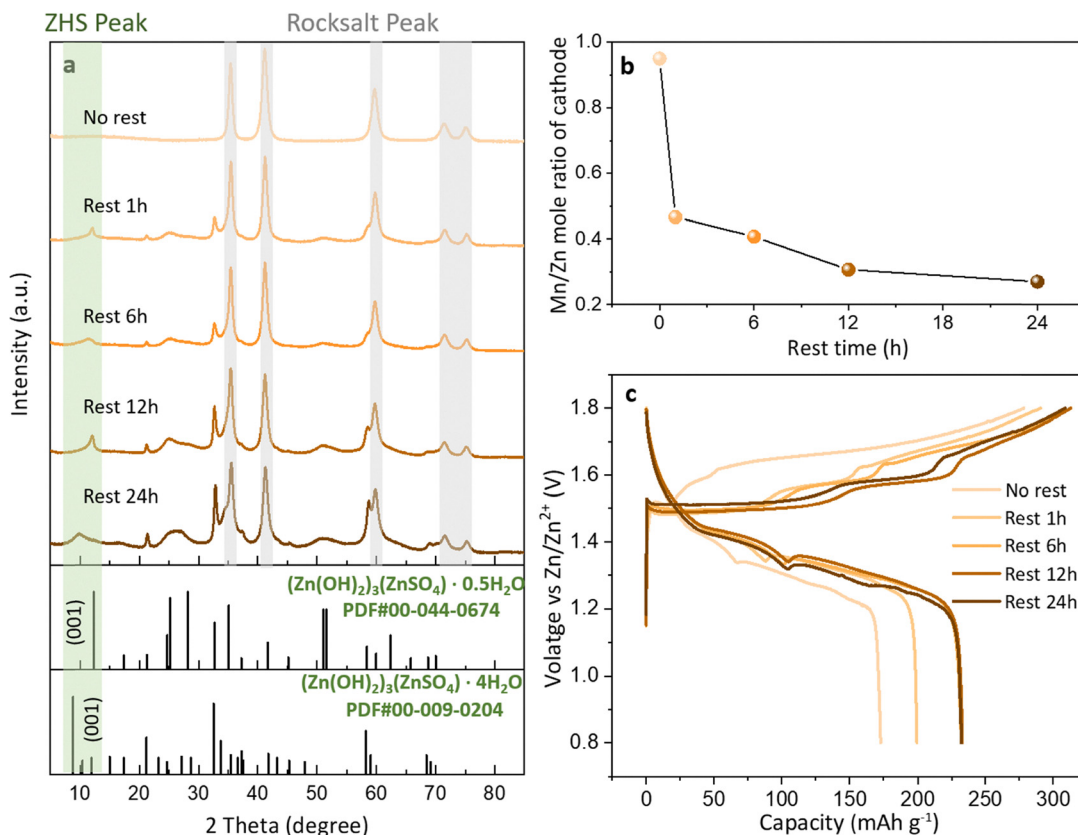 ZHS Peak
Rocksalt Peak
a
No rest
Rest 1h
Rest 6h
Rest 12h
Rest 24h
Intensity (a.u.)
(001)
(Zn(OH)₂)₃(ZnSO₄) · 0.5H₂O
PDF#00-044-0674
(001)
(Zn(OH)₂)₃(ZnSO₄) · 4H₂O
PDF#00-009-0204
10 20 30 40 50 60 70 80
2 Theta (degree)
b
Mn/Zn mole ratio of cathode
1.0
0.8
0.6
0.4
0.2
0 6 12 18 24
Rest time (h)
c
Volatge vs Zn/Zn²⁺ (V)
1.8
1.6
1.4
1.2
1.0
0.8
No rest
Rest 1h
Rest 6h
Rest 12h
Rest 24h
0 50 100 150 200 250 300
Capacity (mAh g⁻¹)